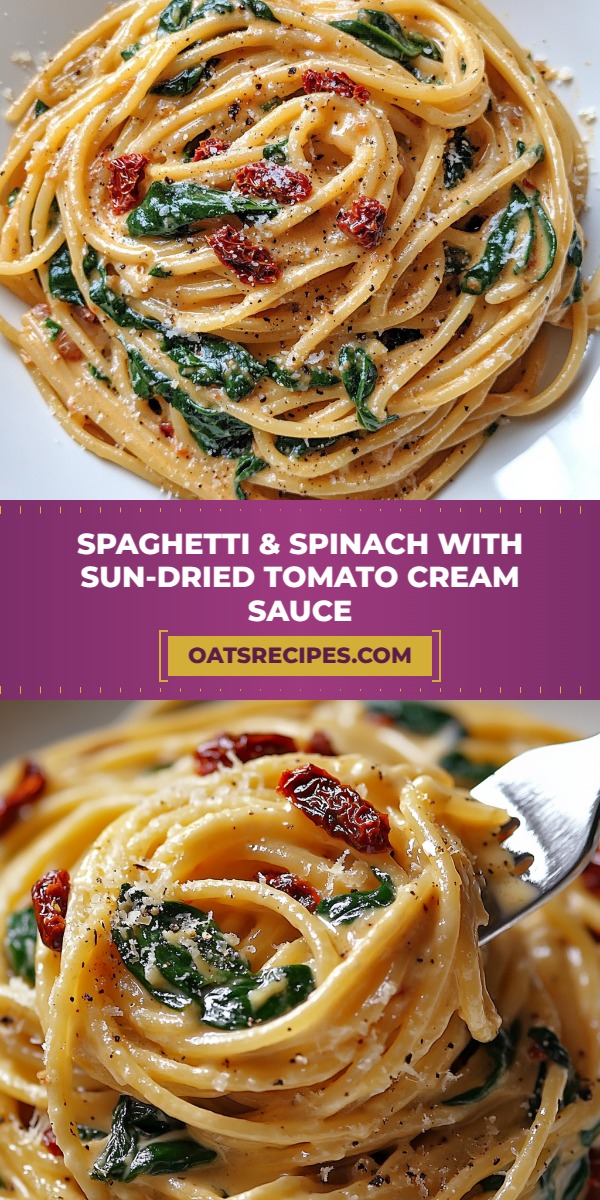 SPAGHETTI & SPINACH WITH
SUN-DRIED TOMATO CREAM
SAUCE
OATSRECIPES.COM